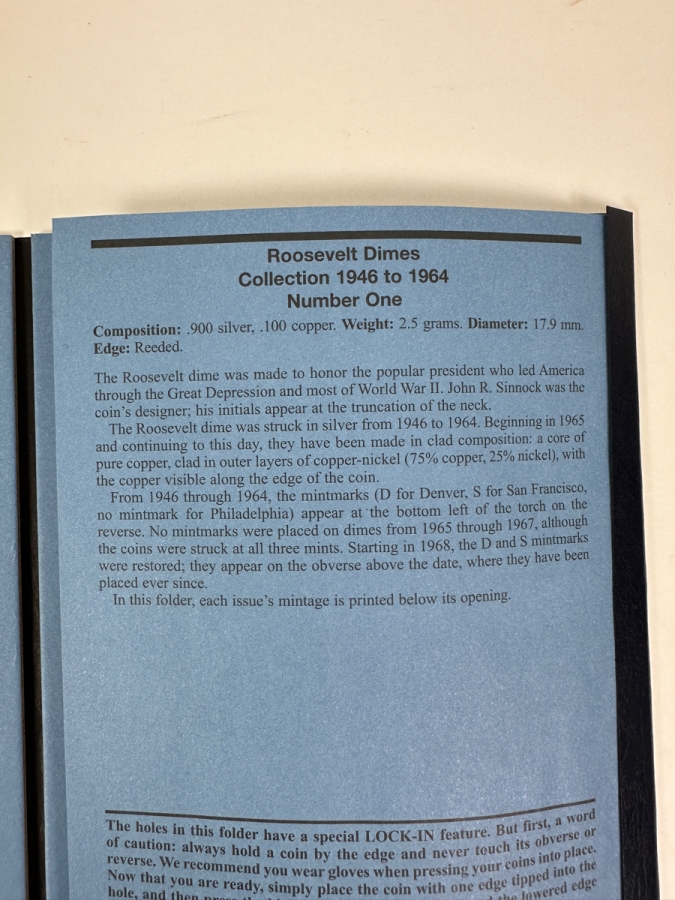 Roosevelt Dimes
Collection 1946 to 1964
Number One
Composition: .900 silver, .100 copper. Weight: 2.5 grams. Diameter: 17.9 mm.
Edge: Reeded.
The Roosevelt dime was made to honor the popular president who led America
through the Great Depression and most of World War II. John R. Sinnock was the
coin's designer; his initials appear at the truncation of the neck.
The Roosevelt dime was struck in silver from 1946 to 1964. Beginning in 1965
and continuing to this day, they have been made in clad composition: a core of
pure copper, clad in outer layers of copper-nickel (75% copper, 25% nickel), with
the copper visible along the edge of the coin.
From 1946 through 1964, the mintmarks (D for Denver, S for San Francisco,
no mintmark for Philadelphia) appear at the bottom left of the torch on the
reverse. No mintmarks were placed on dimes from 1965 through 1967, although
the coins were struck at all three mints. Starting in 1968, the D and S mintmarks
were restored; they appear on the obverse above the date, where they have been
placed ever since.
In this folder, each issue's mintage is printed below its opening.
The holes in this folder have a special LOCK-IN feature. But first, a word
of caution: always hold a coin by the edge and never touch its obverse or
reverse. We recommend you wear gloves when pressing your coins into place.
Now that you are ready, simply place the coin with one edge tipped into the
hole, and then the lowered edge